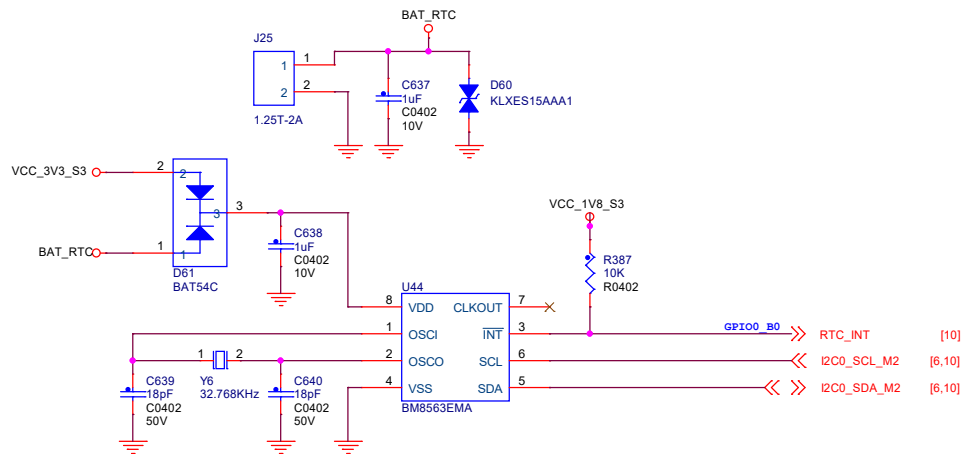 BAT_RTC
J25
1
1
2
2
1.25T-2A
C637
1uF
C0402
10V
D60
KLXES15AAA1
VCC_3V3_S3
2
2
3
3
BAT_RTC
1
1
D61
BAT54C
C638
1uF
C0402
10V
VCC_1V8_S3
R387
10K
R0402
U44
8
VDD
CLKOUT
7
1
OSCI
INT
3
GPIO0_B0
RTC_INT
[10]
2
OSCO
SCL
6
I2C0_SCL_M2
[6,10]
4
VSS
SDA
5
I2C0_SDA_M2
[6,10]
BM8563EMA
1
2
Y6
32.768KHz
C639
18pF
C0402
50V
C640
18pF
C0402
50V